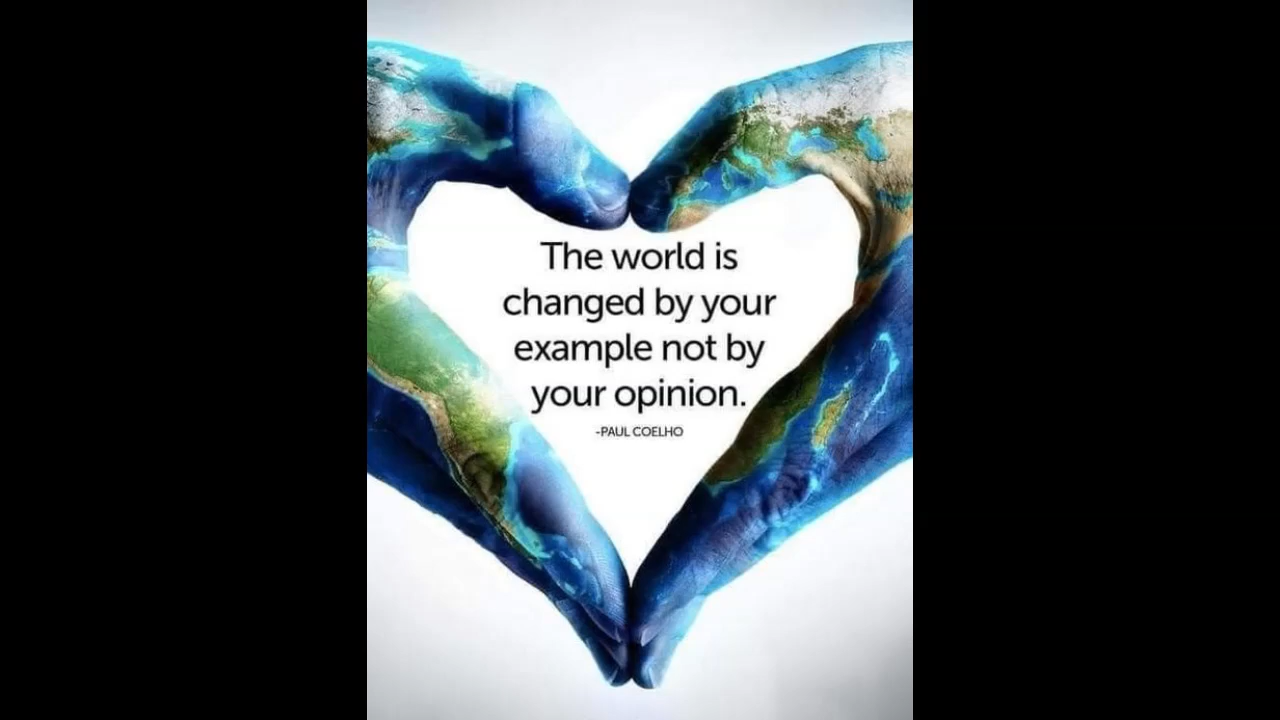 The world is
changed by your
example not by
your opinion.
-PAUL COELHO